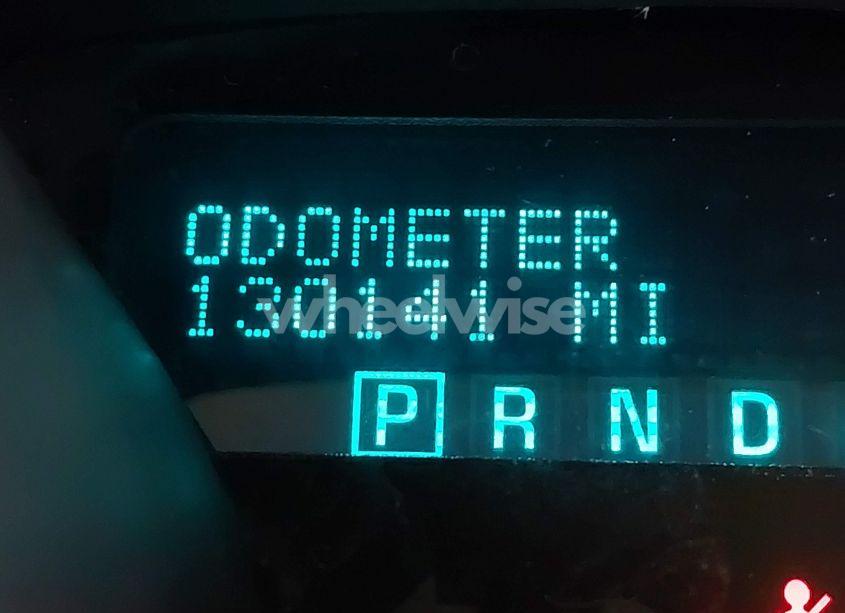 ODOMETER
130141 MI
wheelwise
P R N D